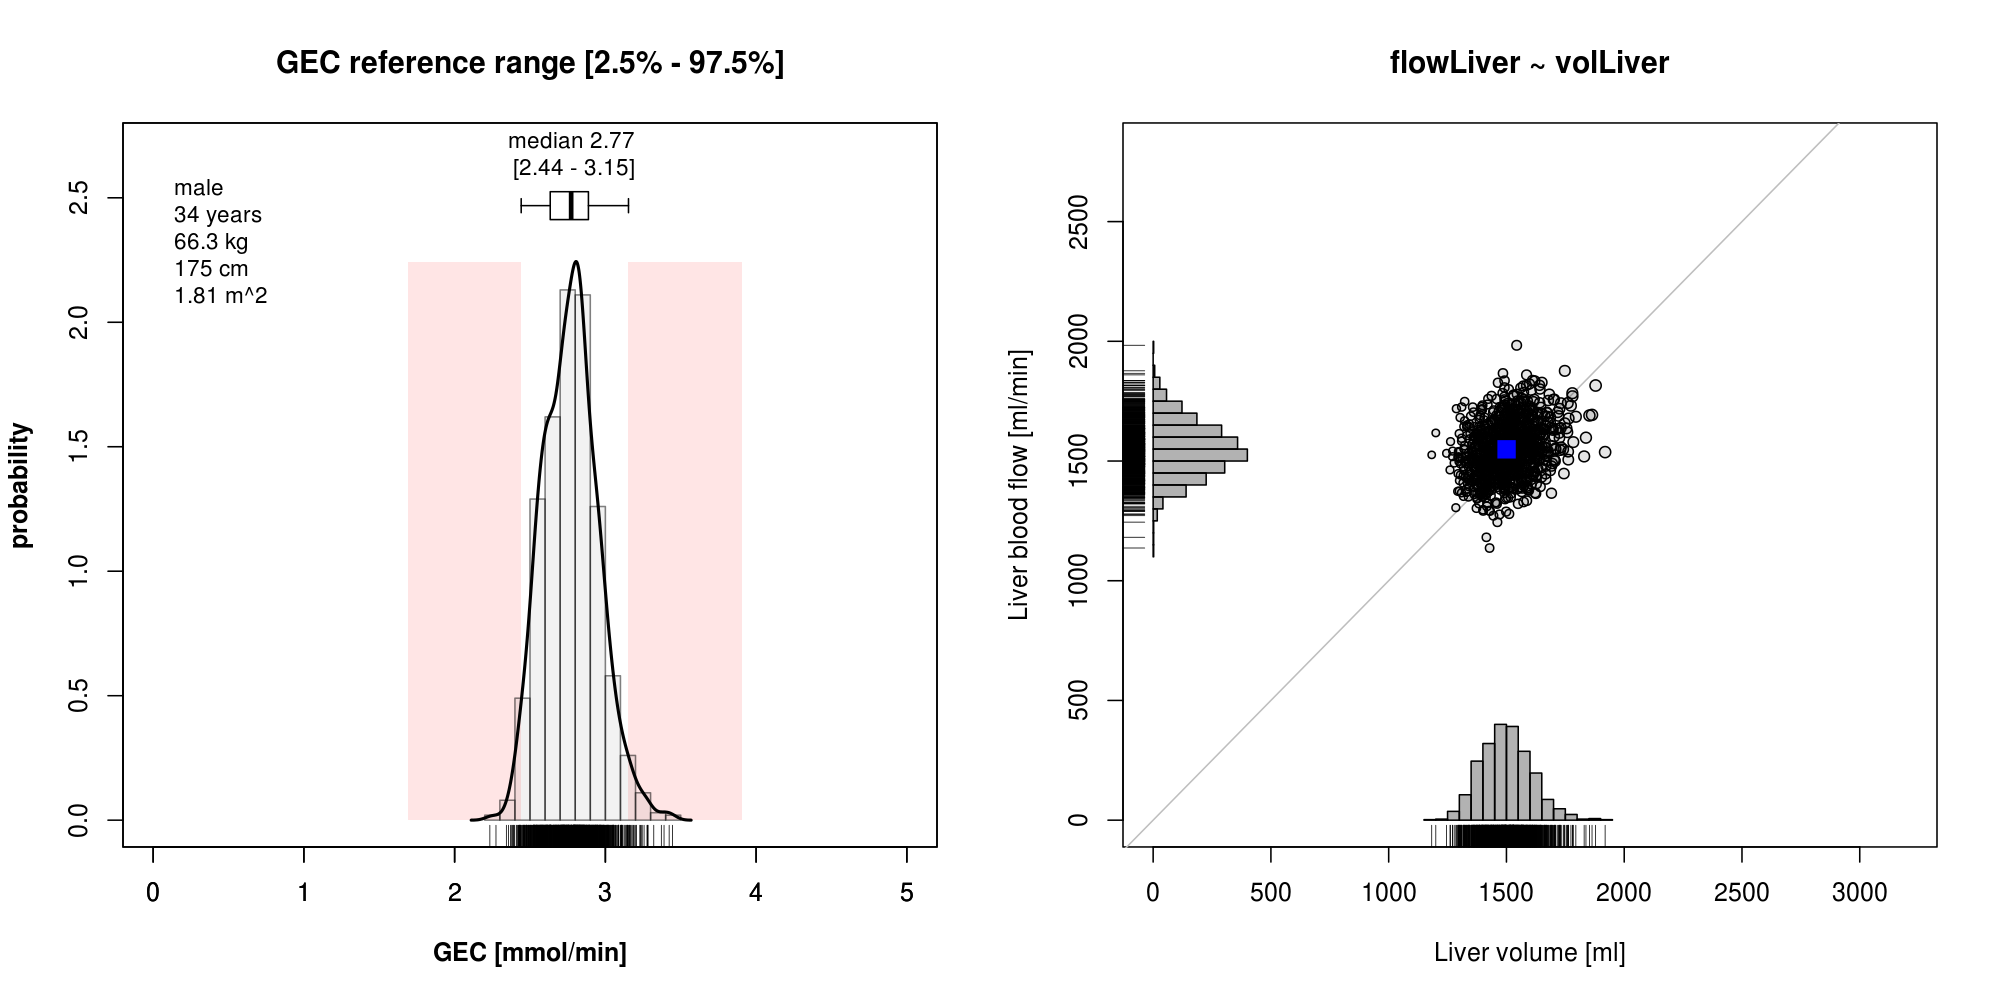 GEC reference range [2.5% - 97.5%]
median 2.77
[2.44 - 3.15]
male
34 years
66.3 kg
175 cm
1.81 m^2
probability
0.0
0.5
1.0
1.5
2.0
2.5
0 1 2 3 4 5
GEC [mmol/min]
flowLiver ~ volLiver
Liver blood flow [ml/min]
0
500
1000
1500
2000
2500
0 500 1000 1500 2000 2500 3000
Liver volume [ml]